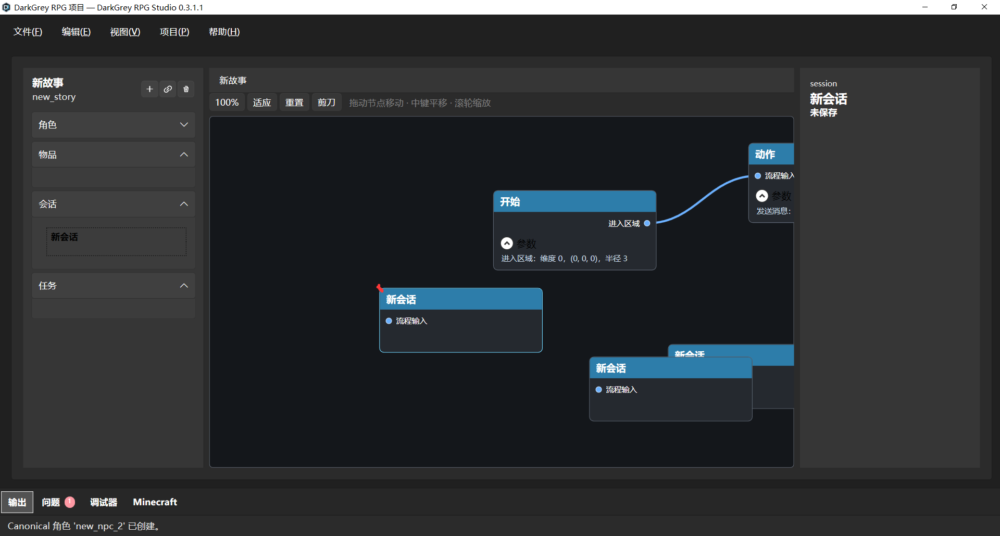 DarkGrey RPG 项目 — DarkGrey RPG Studio 0.3.1.1
文件(F) 编辑(E) 视图(V) 项目(P) 帮助(H)
新故事
new_story
角色
物品
会话
新会话
任务
新故事
100% 适应 重置 剪刀 拖动节点移动 · 中键平移 · 滚轮缩放
动作
流程输入
参数
发送消息：
开始
进入区域
参数
进入区域：维度 0，(0, 0, 0)，半径 3
新会话
流程输入
新会话
新会话
流程输入
session
新会话
未保存
输出 问题 1 调试器 Minecraft
Canonical 角色 'new_npc_2' 已创建。